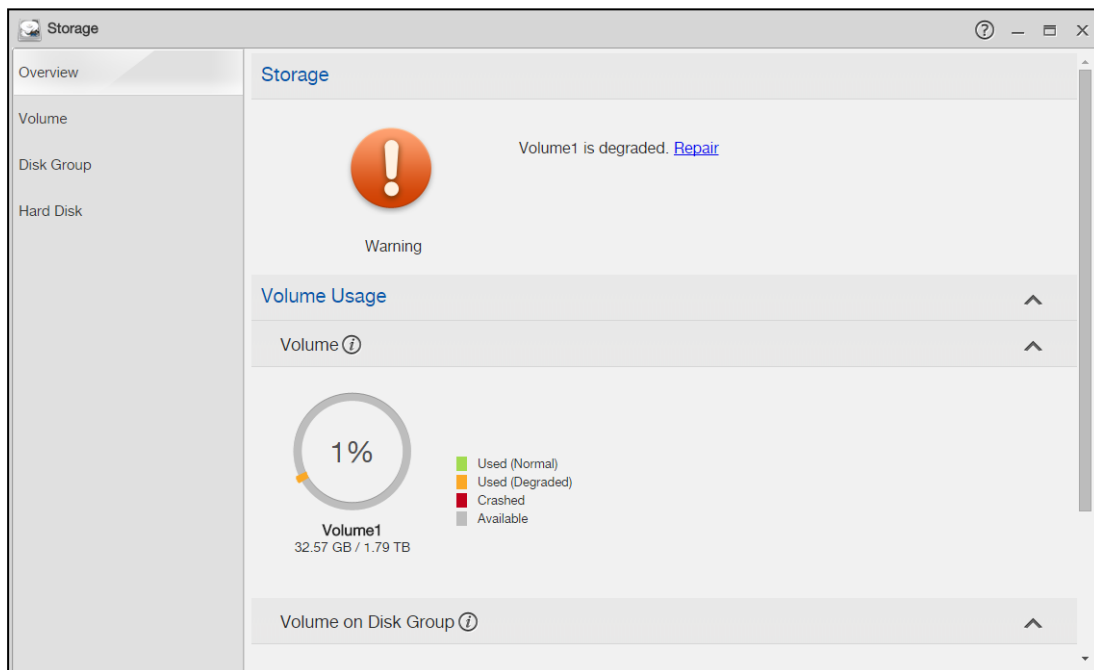 Storage
Overview
Volume
Disk Group
Hard Disk
Storage
Volume1 is degraded. Repair
Warning
Volume Usage
Volume
1%
Used (Normal)
Used (Degraded)
Crashed
Available
Volume1
32.57 GB / 1.79 TB
Volume on Disk Group